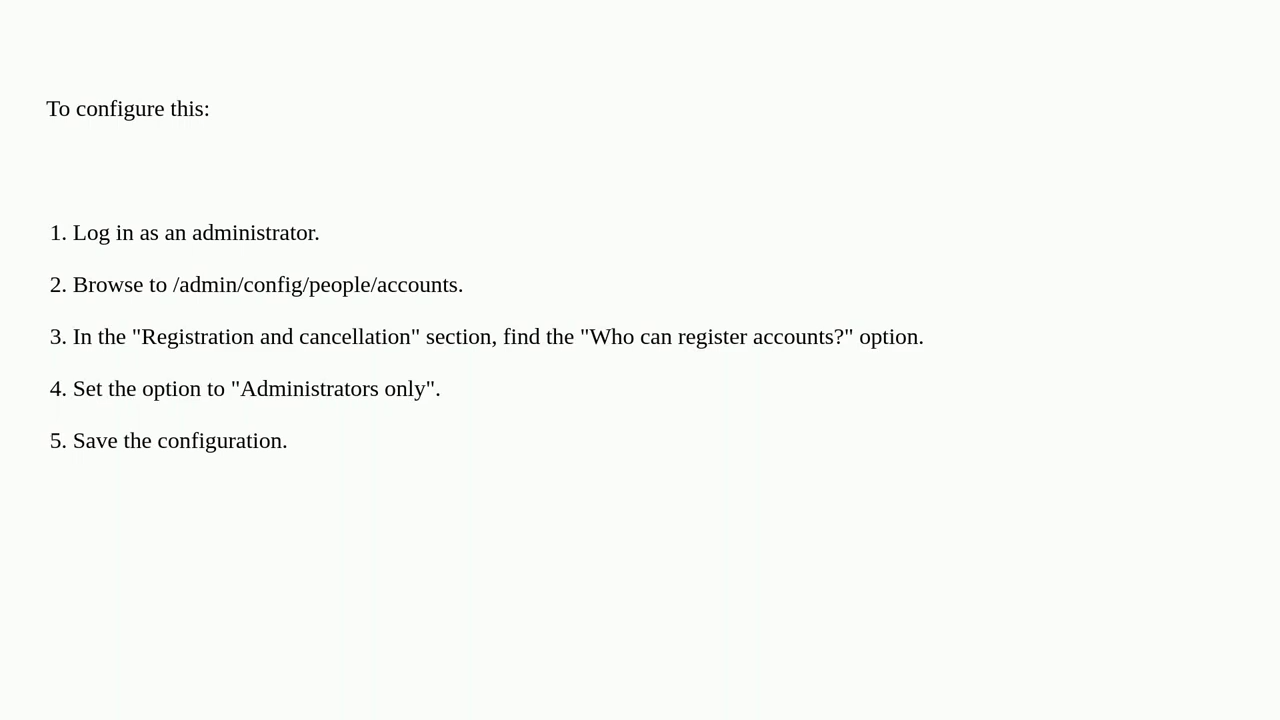 To configure this:
1. Log in as an administrator.
2. Browse to /admin/config/people/accounts.
3. In the "Registration and cancellation" section, find the "Who can register accounts?" option.
4. Set the option to "Administrators only".
5. Save the configuration.